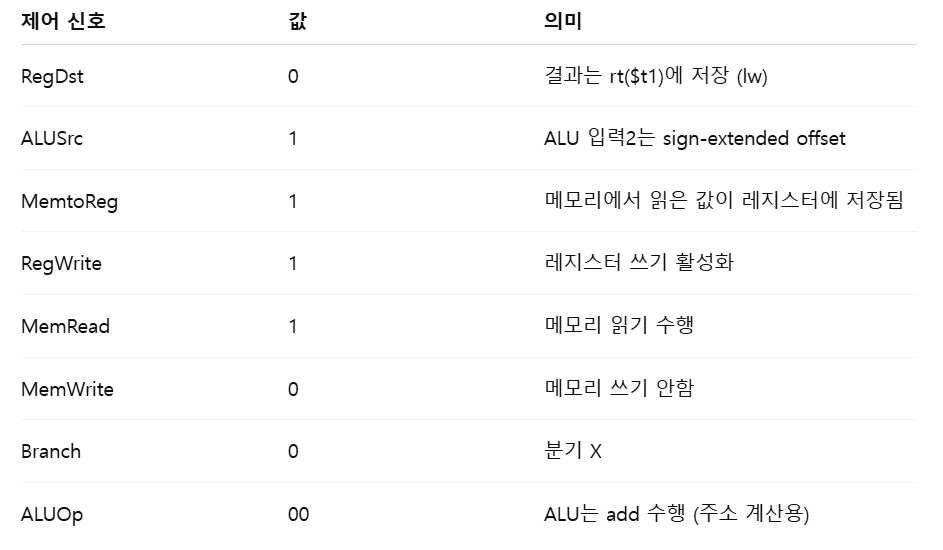 제어 신호 값 의미
RegDst 0 결과는 rt($t1)에 저장 (lw)
ALUSrc 1 ALU 입력2는 sign-extended offset
MemtoReg 1 메모리에서 읽은 값이 레지스터에 저장됨
RegWrite 1 레지스터 쓰기 활성화
MemRead 1 메모리 읽기 수행
MemWrite 0 메모리 쓰기 안함
Branch 0 분기 X
ALUOp 00 ALU는 add 수행 (주소 계산용)